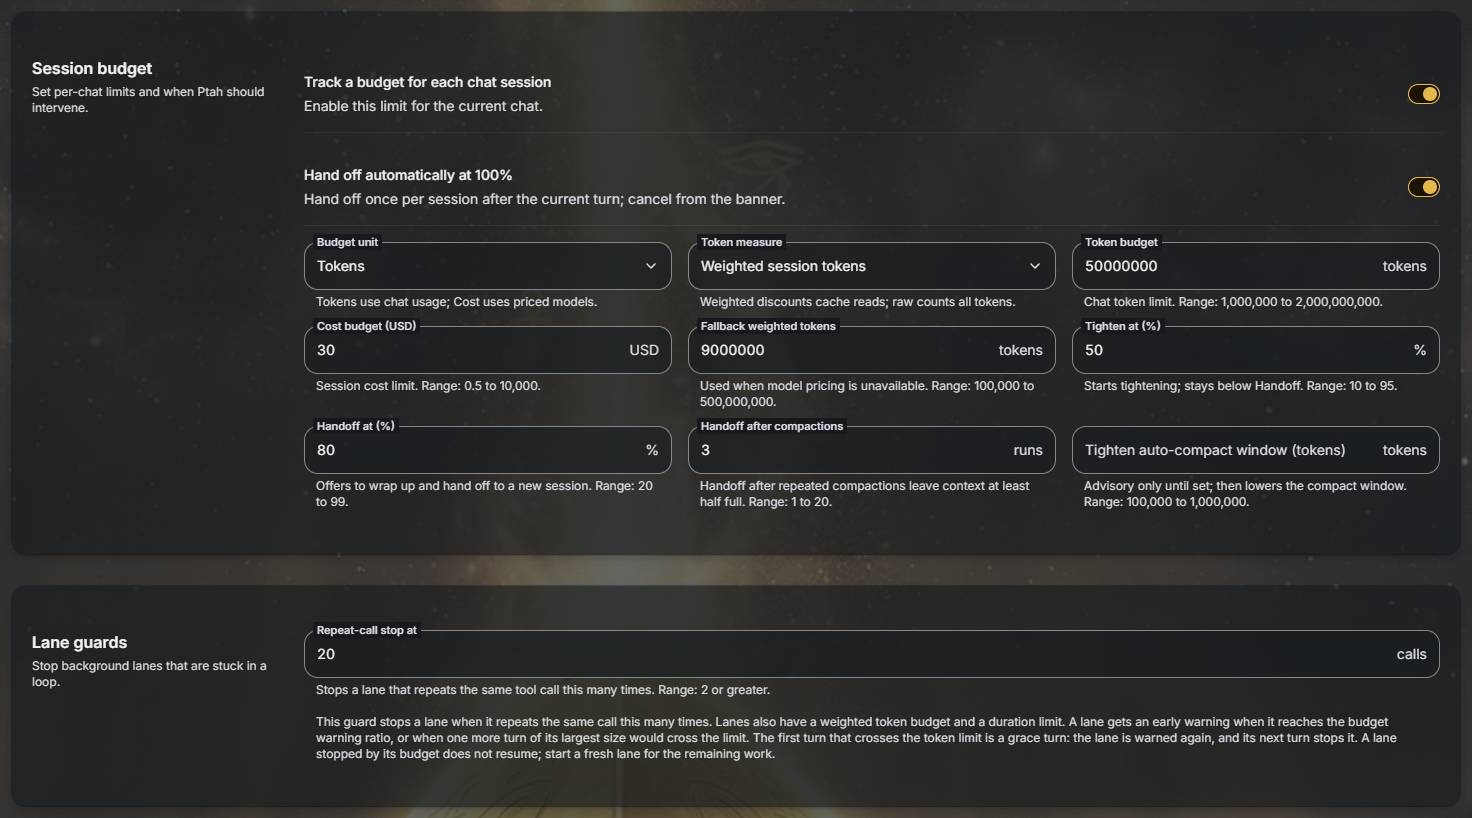 Session budget
Set per-chat limits and when Ptah should
intervene.
Track a budget for each chat session
Enable this limit for the current chat.
Hand off automatically at 100%
Hand off once per session after the current turn; cancel from the banner.
Budget unit
Tokens
Tokens use chat usage; Cost uses priced models.
Token measure
Weighted session tokens
Weighted discounts cache reads; raw counts all tokens.
Token budget
50000000 tokens
Chat token limit. Range: 1,000,000 to 2,000,000,000.
Cost budget (USD)
30 USD
Session cost limit. Range: 0.5 to 10,000.
Fallback weighted tokens
9000000 tokens
Used when model pricing is unavailable. Range: 100,000 to
500,000,000.
Tighten at (%)
50 %
Starts tightening; stays below Handoff. Range: 10 to 95.
Handoff at (%)
80 %
Offers to wrap up and hand off to a new session. Range: 20
to 99.
Handoff after compactions
3 runs
Handoff after repeated compactions leave context at least
half full. Range: 1 to 20.
Tighten auto-compact window (tokens) tokens
Advisory only until set; then lowers the compact window.
Range: 100,000 to 1,000,000.
Lane guards
Stop background lanes that are stuck in a
loop.
Repeat-call stop at
20 calls
Stops a lane that repeats the same tool call this many times. Range: 2 or greater.
This guard stops a lane when it repeats the same call this many times. Lanes also have a weighted token budget and a duration limit. A lane gets an early warning when it reaches the budget
warning ratio, or when one more turn of its largest size would cross the limit. The first turn that crosses the token limit is a grace turn: the lane is warned again, and its next turn stops it. A lane
stopped by its budget does not resume; start a fresh lane for the remaining work.